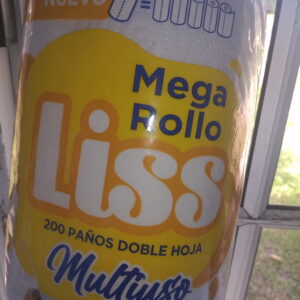 NUEVO
=
Mega
Rollo
Liss
200 PAÑOS DOBLE HOJA
Multiuso